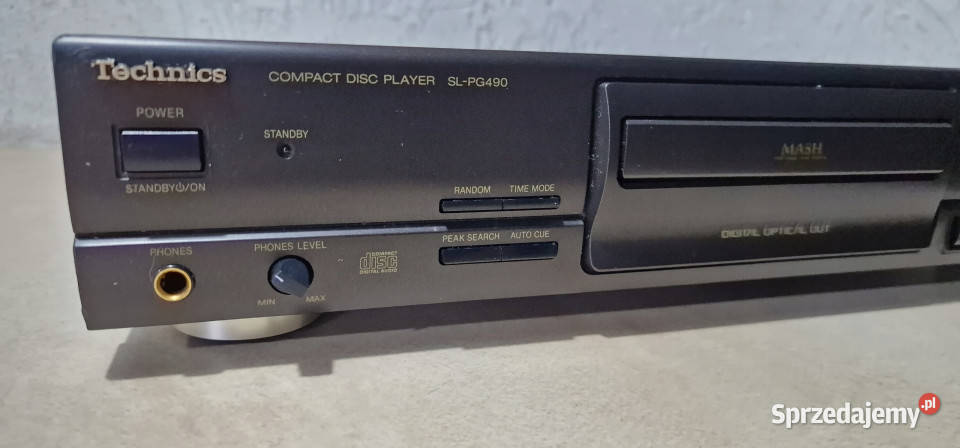 Technics
COMPACT DISC PLAYER SL-PG490
POWER
STANDBY⏻/ON
STANDBY
RANDOM TIME MODE
PEAK SEARCH AUTO CUE
PHONES
PHONES LEVEL
MIN MAX
COMPACT
disc
DIGITAL AUDIO
MASH
DIGITAL OPTICAL OUT
Sprzedajemy.pl